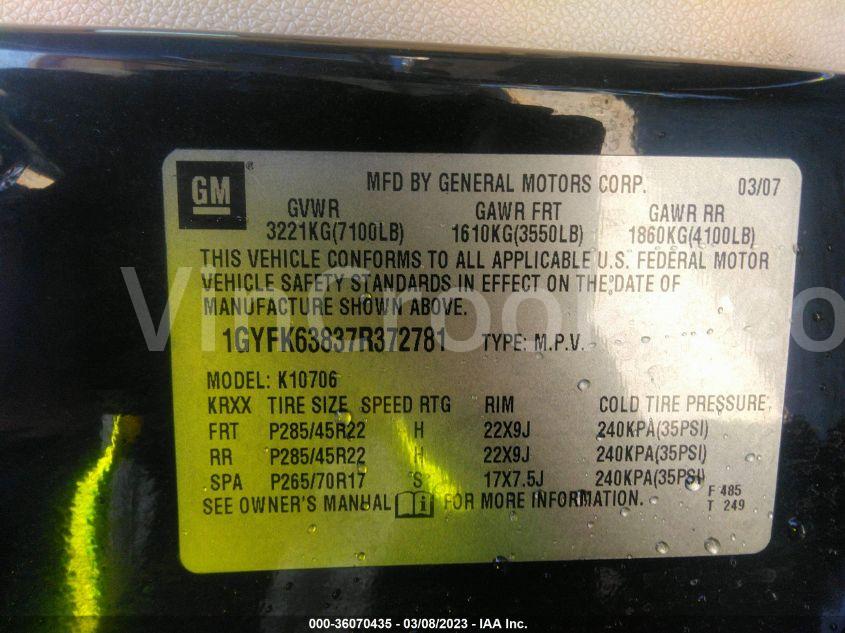 GM
MFD BY GENERAL MOTORS CORP. 03/07
GVWR GAWR FRT GAWR RR
3221KG(7100LB) 1610KG(3550LB) 1860KG(4100LB)
THIS VEHICLE CONFORMS TO ALL APPLICABLE U.S. FEDERAL MOTOR
VEHICLE SAFETY STANDARDS IN EFFECT ON THE DATE OF
MANUFACTURE SHOWN ABOVE.
1GYFK63837R372781 TYPE: M.P.V.
MODEL: K10706
KRXX TIRE SIZE SPEED RTG RIM COLD TIRE PRESSURE
FRT P285/45R22 H 22X9J 240KPA(35PSI)
RR P285/45R22 H 22X9J 240KPA(35PSI)
SPA P265/70R17 S 17X7.5J 240KPA(35PSI)
SEE OWNER'S MANUAL FOR MORE INFORMATION.
F 485
T 249
000-36070435 - 03/08/2023 - IAA Inc.